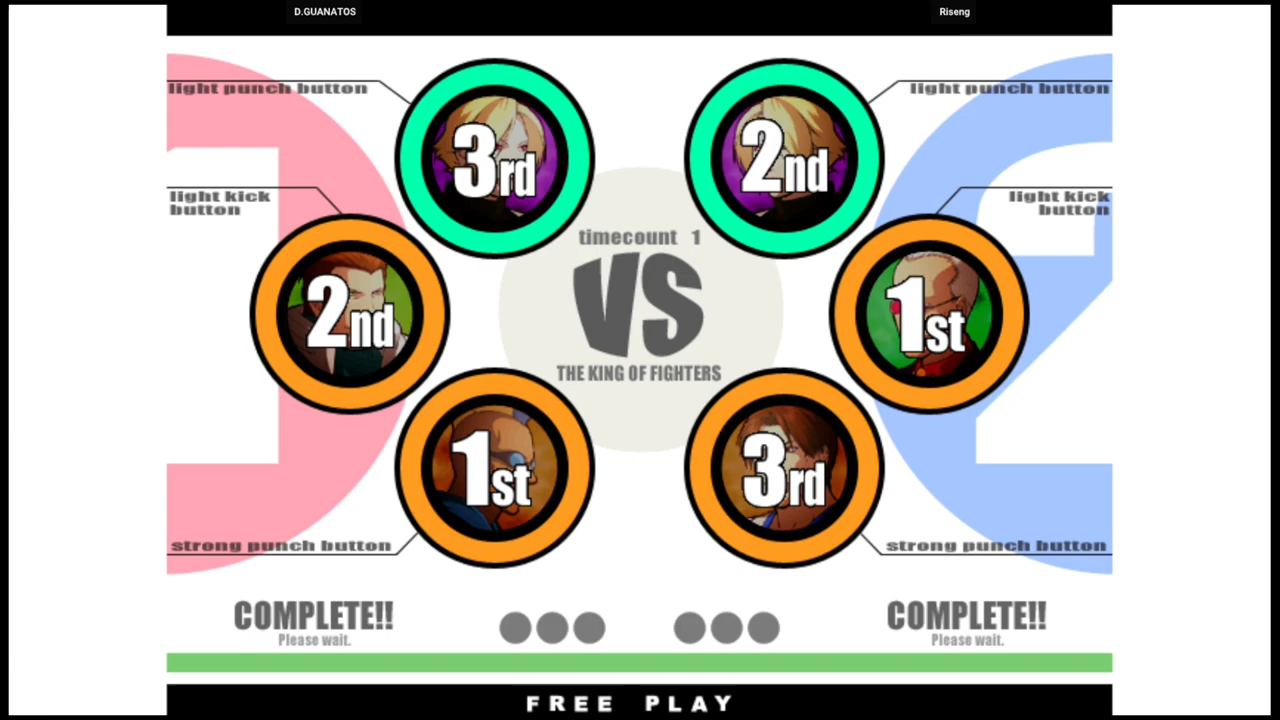 D.GUANATOS
Riseng
light punch button
light punch button
3rd
2nd
light kick
button
light kick
button
timecount 1
VS
THE KING OF FIGHTERS
2nd
1st
1st
3rd
strong punch button
strong punch button
COMPLETE!!
Please wait.
COMPLETE!!
Please wait.
FREE PLAY